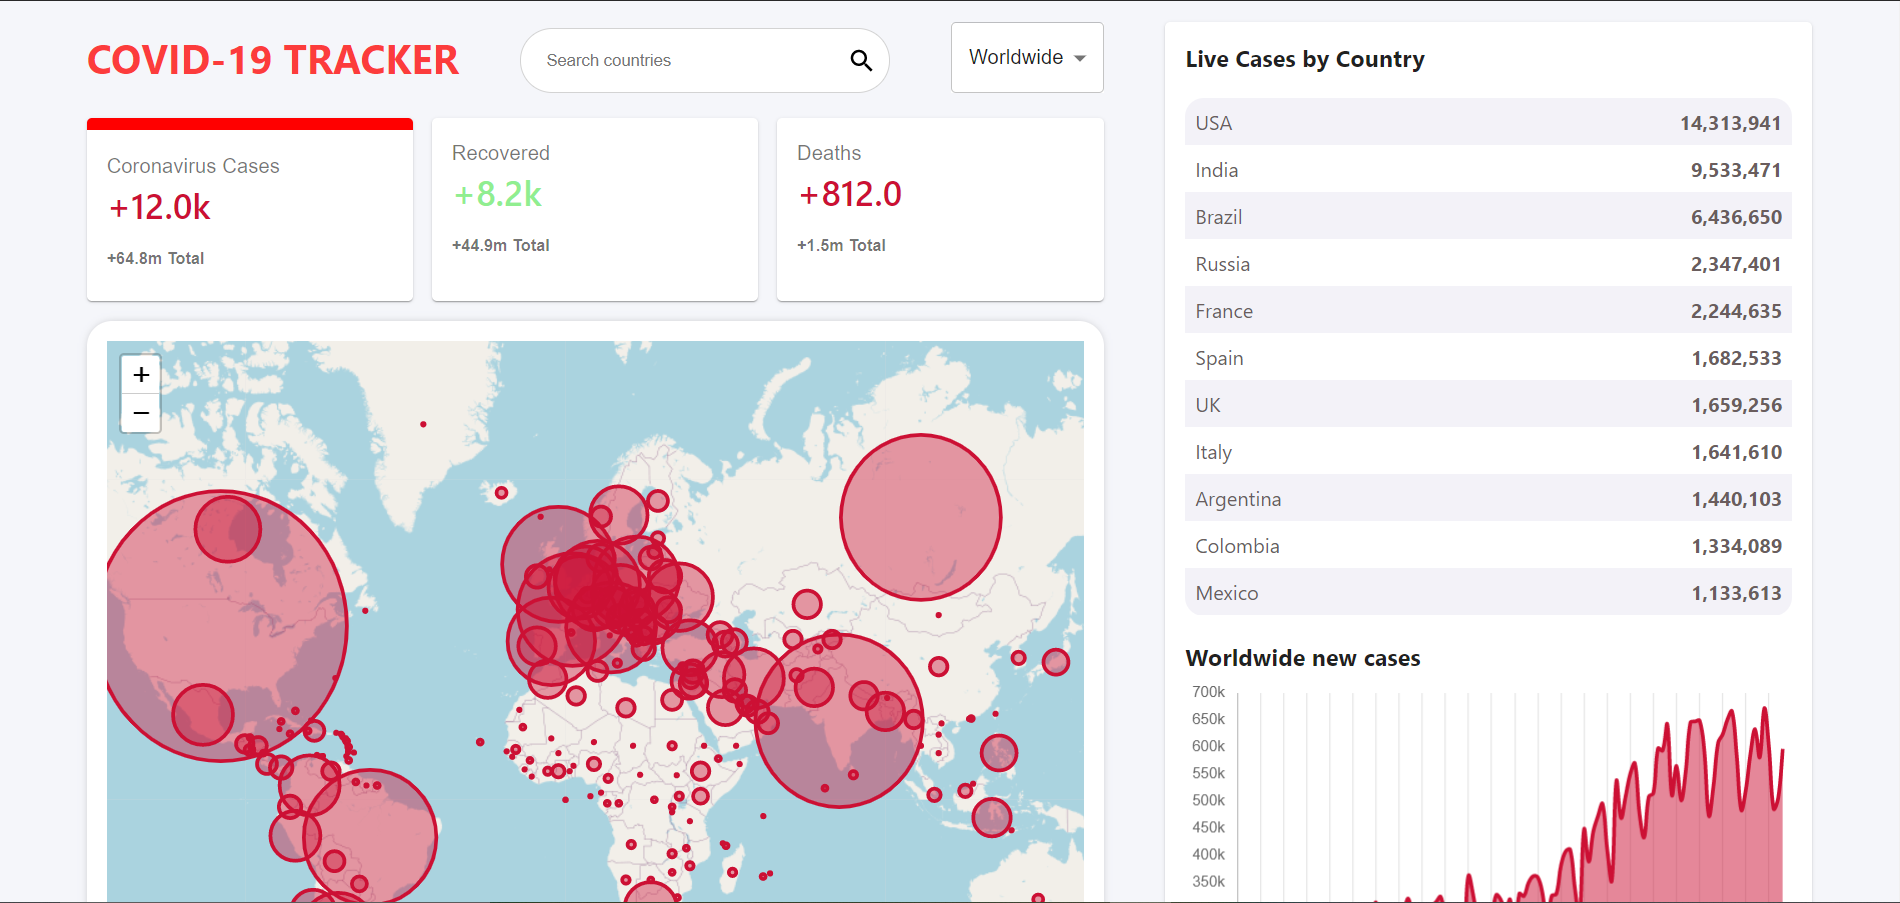 COVID-19 TRACKER
Search countries
Worldwide
Coronavirus Cases
+12.0k
+64.8m Total
Recovered
+8.2k
+44.9m Total
Deaths
+812.0
+1.5m Total
+
−
Live Cases by Country
USA 14,313,941
India 9,533,471
Brazil 6,436,650
Russia 2,347,401
France 2,244,635
Spain 1,682,533
UK 1,659,256
Italy 1,641,610
Argentina 1,440,103
Colombia 1,334,089
Mexico 1,133,613
Worldwide new cases
700k
650k
600k
550k
500k
450k
400k
350k